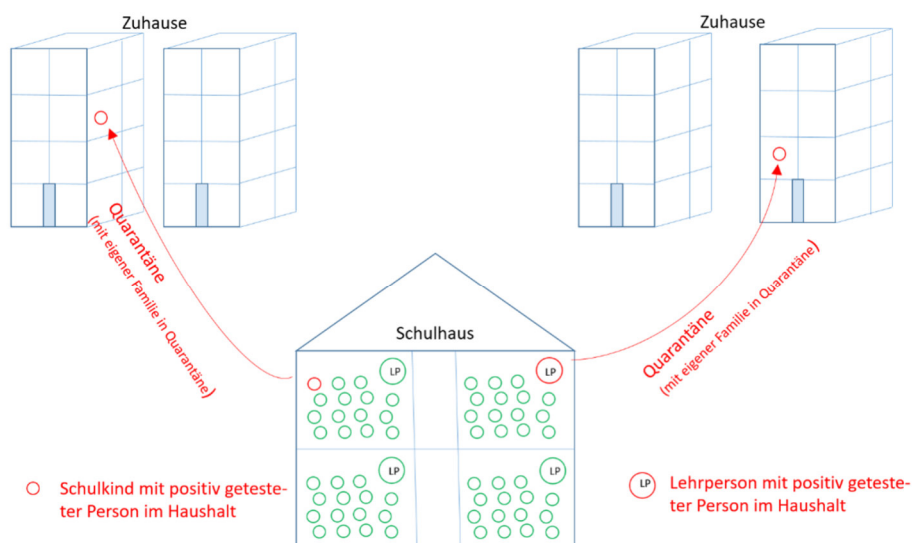 Zuhause
Zuhause
Quarantäne
(mit eigener Familie in Quarantäne)
Quarantäne
(mit eigener Familie in Quarantäne)
Schulhaus
LP
LP
LP
LP
Schulkind mit positiv geteste-
ter Person im Haushalt
LP
Lehrperson mit positiv geteste-
ter Person im Haushalt